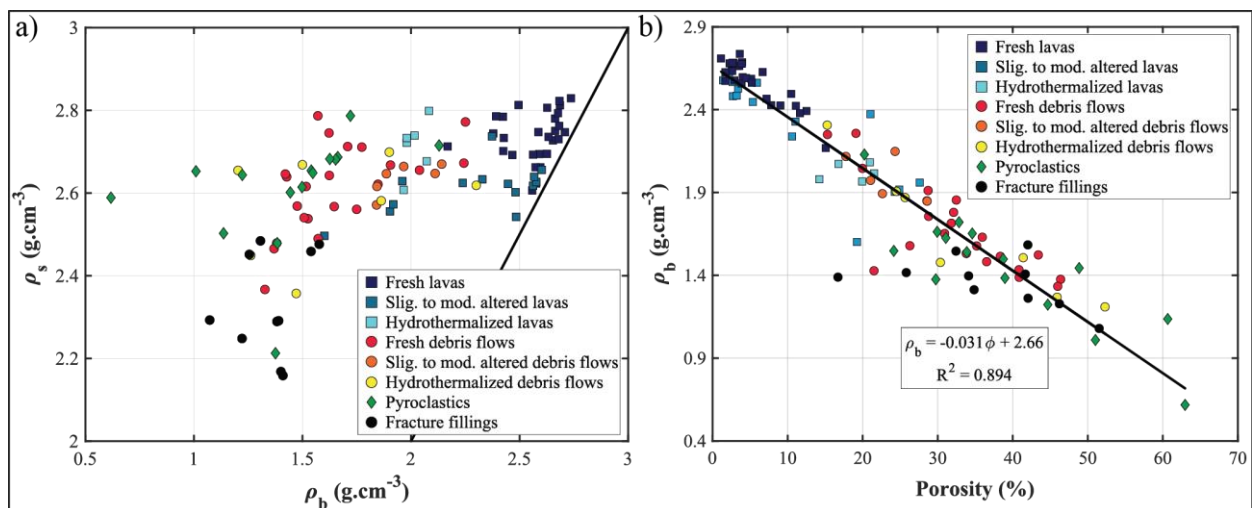 a)
3
2.8
2.6
2.4
2.2
2
ρs (g.cm-3)
Fresh lavas
Slig. to mod. altered lavas
Hydrothermalized lavas
Fresh debris flows
Slig. to mod. altered debris flows
Hydrothermalized debris flows
Pyroclastics
Fracture fillings
0.5 1 1.5 2 2.5 3
ρb (g.cm-3)
b)
2.9
2.4
1.9
1.4
0.9
0.4
ρb (g.cm-3)
Fresh lavas
Slig. to mod. altered lavas
Hydrothermalized lavas
Fresh debris flows
Slig. to mod. altered debris flows
Hydrothermalized debris flows
Pyroclastics
Fracture fillings
ρb = -0.031ϕ + 2.66
R2 = 0.894
0 10 20 30 40 50 60 70
Porosity (%)